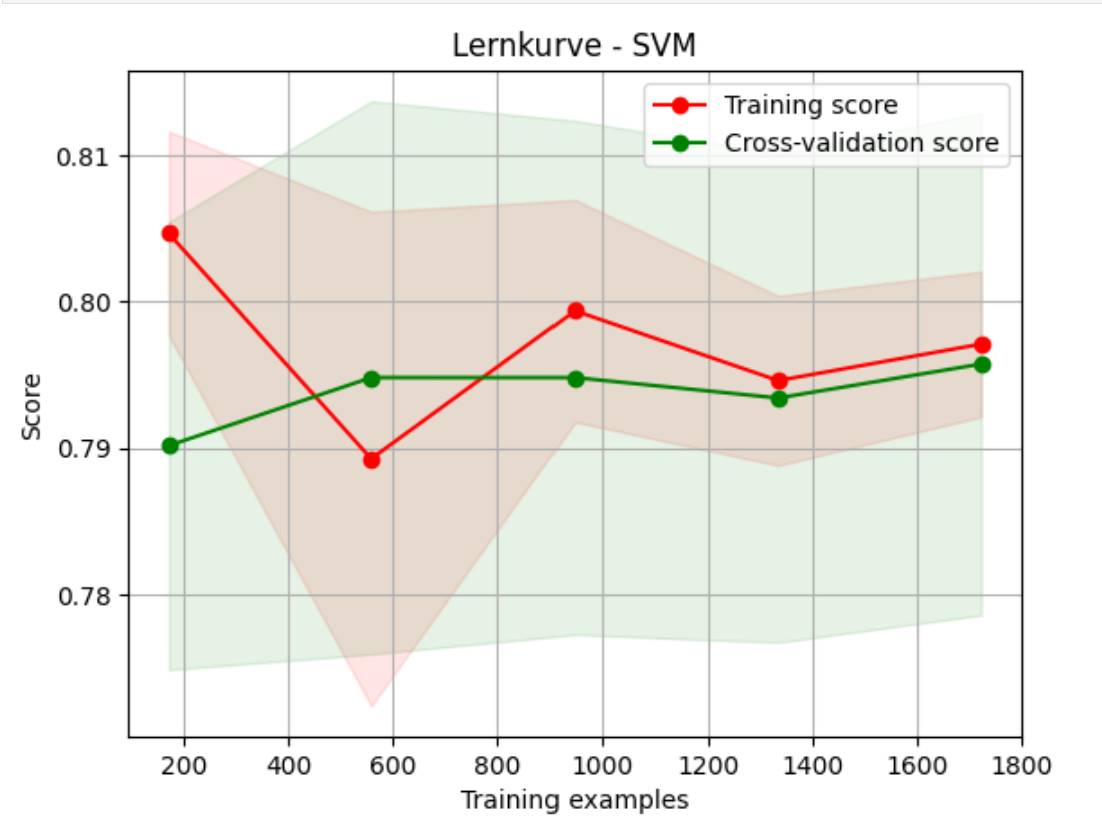 Lernkurve - SVM
Training score
Cross-validation score
0.81
0.80
0.79
0.78
Score
200 400 600 800 1000 1200 1400 1600 1800
Training examples